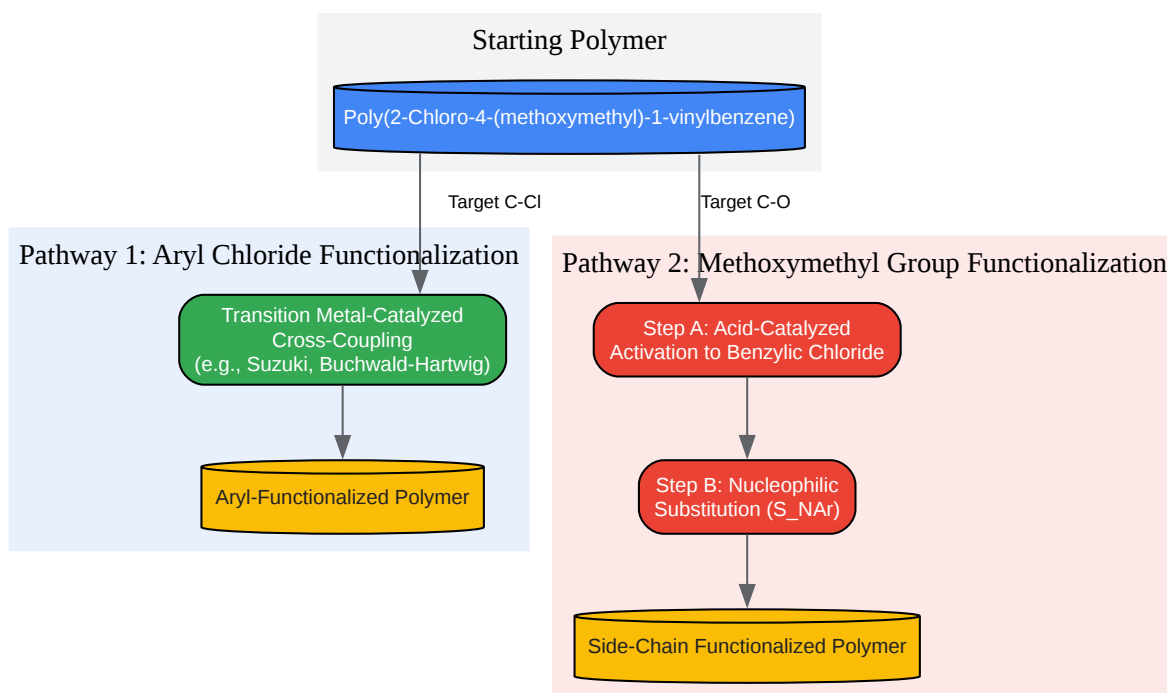 Starting Polymer
Poly(2-Chloro-4-(methoxymethyl)-1-vinylbenzene)
Target C-Cl
Target C-O
Pathway 1: Aryl Chloride Functionalization
Transition Metal-Catalyzed
Cross-Coupling
(e.g., Suzuki, Buchwald-Hartwig)
Aryl-Functionalized Polymer
Pathway 2: Methoxymethyl Group Functionalization
Step A: Acid-Catalyzed
Activation to Benzylic Chloride
Step B: Nucleophilic
Substitution (S_NAr)
Side-Chain Functionalized Polymer